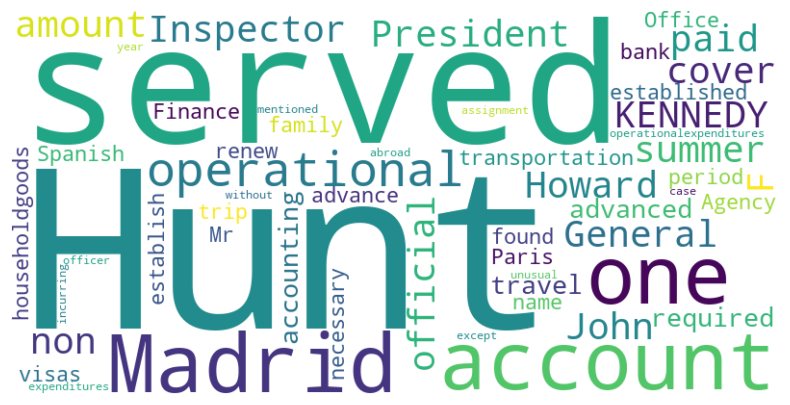 amount
Inspector
President
Office
paid
year
served
bank
cover
established
Finance
mentioned
family
assignment
KENNEDY
operationalexpenditures
Spanish
renew
abroad
transportation
summer
operational
householdgoods
Hunt
without
advance
Howard
period
case
F
establish
trip
Mr
accounting
official
advanced
Agency
found
General
one
officer
incurring
necessary
Paris
travel
unusual
name
John
required
non
Madrid
except
account
visas
expenditures